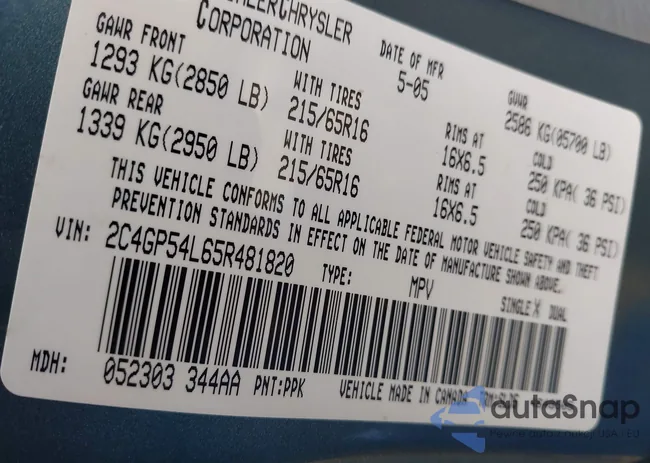 CHRYSLER
CORPORATION
DATE OF MFR
5-05
GAWR FRONT
1293 KG(2850 LB)
WITH TIRES
215/65R16
RIMS AT
16X6.5
GVWR
2586 KG(05700 LB)
COLD
250 KPA( 36 PSI)
GAWR REAR
1339 KG(2950 LB)
WITH TIRES
215/65R16
RIMS AT
16X6.5
COLD
250 KPA( 36 PSI)
THIS VEHICLE CONFORMS TO ALL APPLICABLE FEDERAL MOTOR VEHICLE SAFETY AND THEFT
PREVENTION STANDARDS IN EFFECT ON THE DATE OF MANUFACTURE SHOWN ABOVE.
VIN: 2C4GP54L65R481820 TYPE: MPV
SINGLE X DUAL
MDH: 052303 344AA PNT:PPK VEHICLE MADE IN CANADA
autaSnap